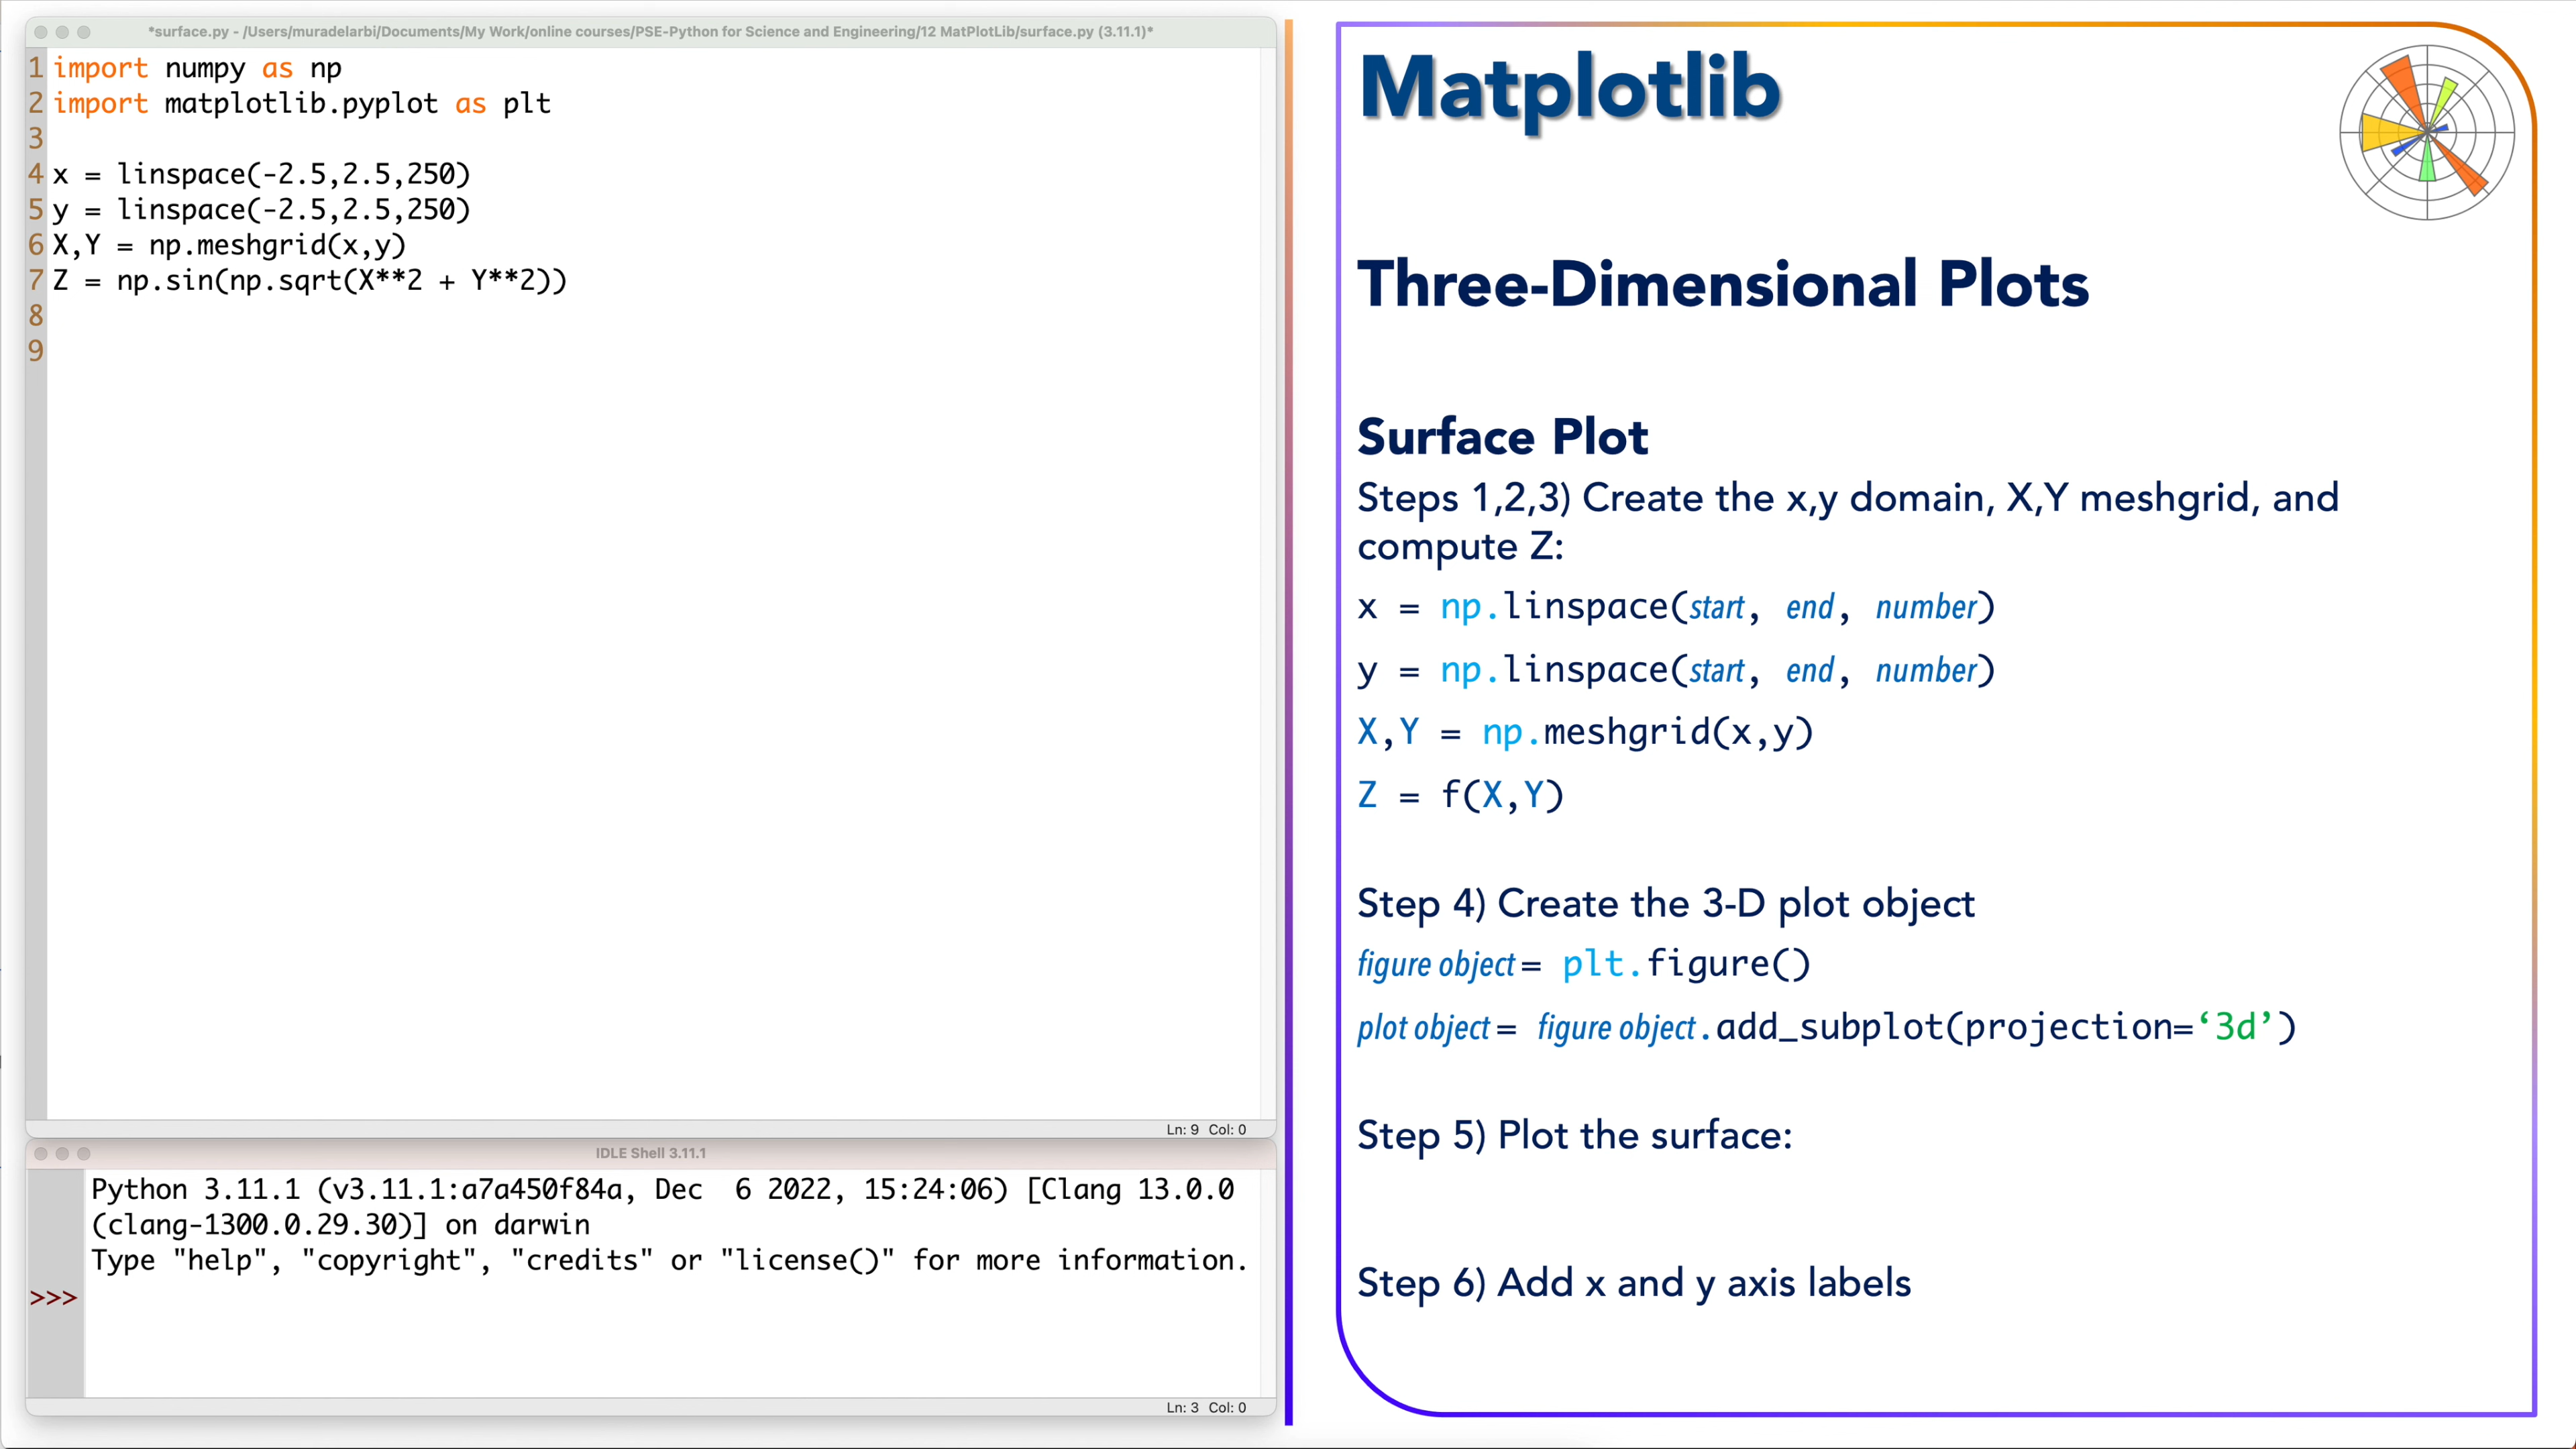 *surface.py - /Users/muradelarbi/Documents/My Work/online courses/PSE-Python for Science and Engineering/12 MatPlotLib/surface.py (3.11.1)*
1 import numpy as np
2 import matplotlib.pyplot as plt
3
4 x = linspace(-2.5,2.5,250)
5 y = linspace(-2.5,2.5,250)
6 X,Y = np.meshgrid(x,y)
7 Z = np.sin(np.sqrt(X**2 + Y**2))
8
9
Ln: 9 Col: 0
IDLE Shell 3.11.1
Python 3.11.1 (v3.11.1:a7a450f84a, Dec  6 2022, 15:24:06) [Clang 13.0.0
(clang-1300.0.29.30)] on darwin
Type "help", "copyright", "credits" or "license()" for more information.
>>>
Ln: 3 Col: 0
Matplotlib
Three-Dimensional Plots
Surface Plot
Steps 1,2,3) Create the x,y domain, X,Y meshgrid, and
compute Z:
x = np.linspace(start, end, number)
y = np.linspace(start, end, number)
X,Y = np.meshgrid(x,y)
Z = f(X,Y)
Step 4) Create the 3-D plot object
figure object = plt.figure()
plot object = figure object.add_subplot(projection=‘3d’)
Step 5) Plot the surface:
Step 6) Add x and y axis labels